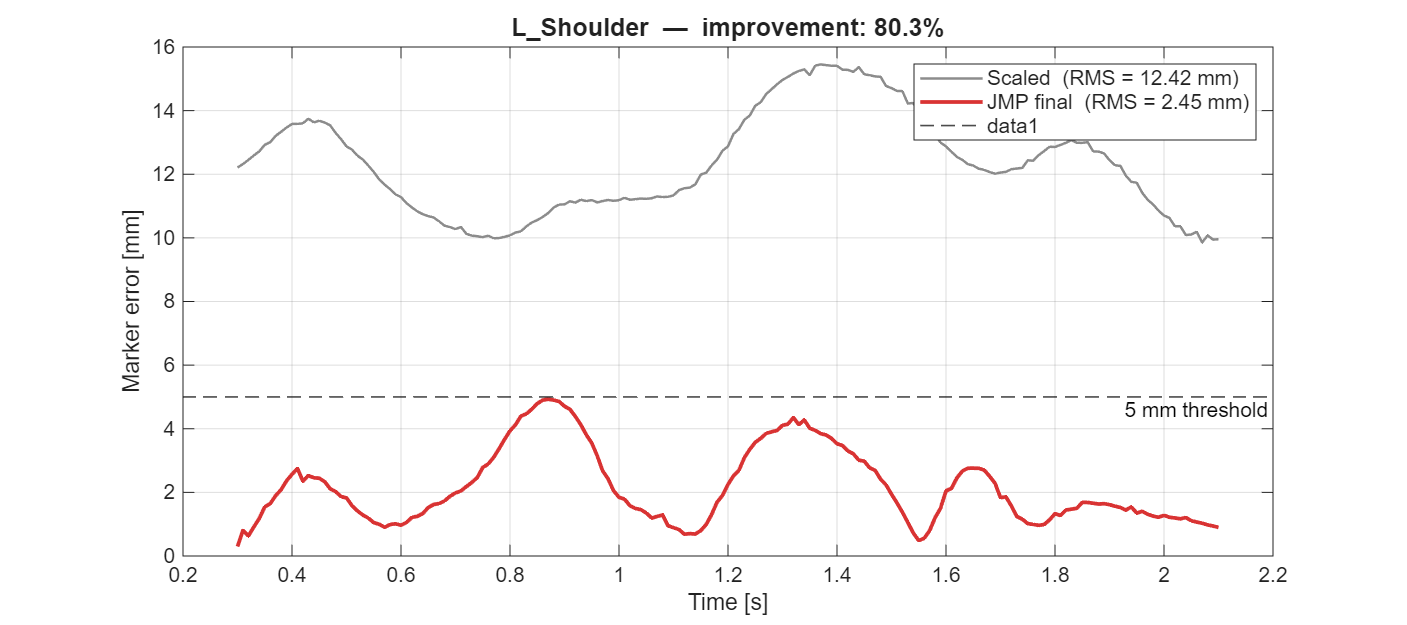 L_Shoulder — improvement: 80.3%
16
14
12
10
8
6
4
2
0
Marker error [mm]
Scaled (RMS = 12.42 mm)
JMP final (RMS = 2.45 mm)
data1
5 mm threshold
0.2 0.4 0.6 0.8 1 1.2 1.4 1.6 1.8 2 2.2
Time [s]